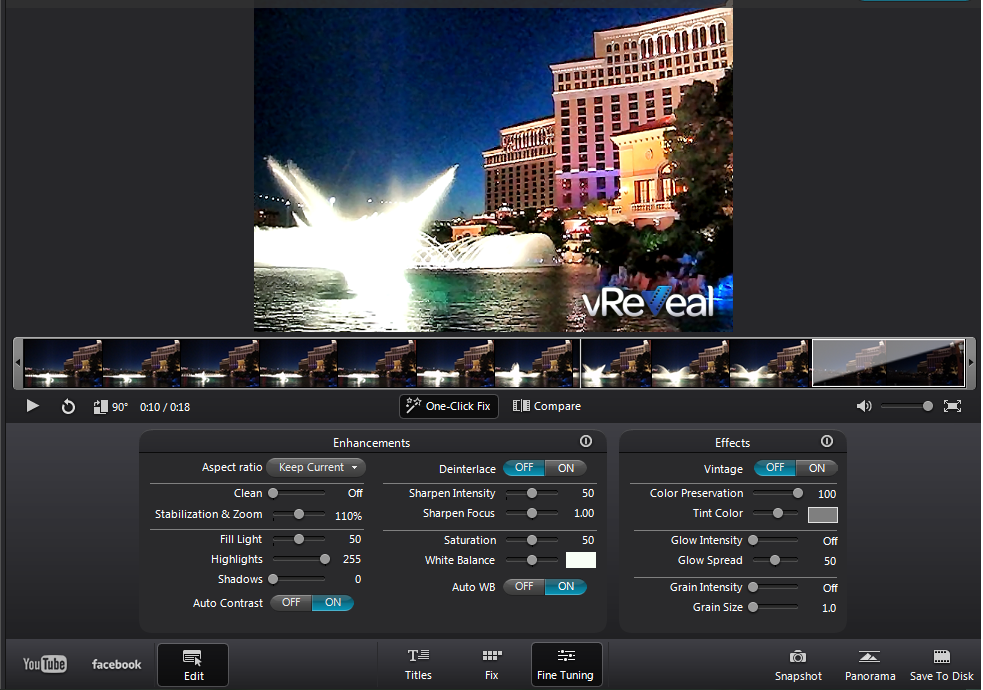 vReveal
90° 0:10 / 0:18 One-Click Fix Compare
Enhancements
Aspect ratio Keep Current
Clean Off
Stabilization & Zoom 110%
Fill Light 50
Highlights 255
Shadows 0
Auto Contrast OFF ON
Deinterlace OFF ON
Sharpen Intensity 50
Sharpen Focus 1.00
Saturation 50
White Balance
Auto WB OFF ON
Effects
Vintage OFF ON
Color Preservation 100
Tint Color
Glow Intensity Off
Glow Spread 50
Grain Intensity Off
Grain Size 1.0
YouTube facebook Edit Titles Fix Fine Tuning Snapshot Panorama Save To Disk